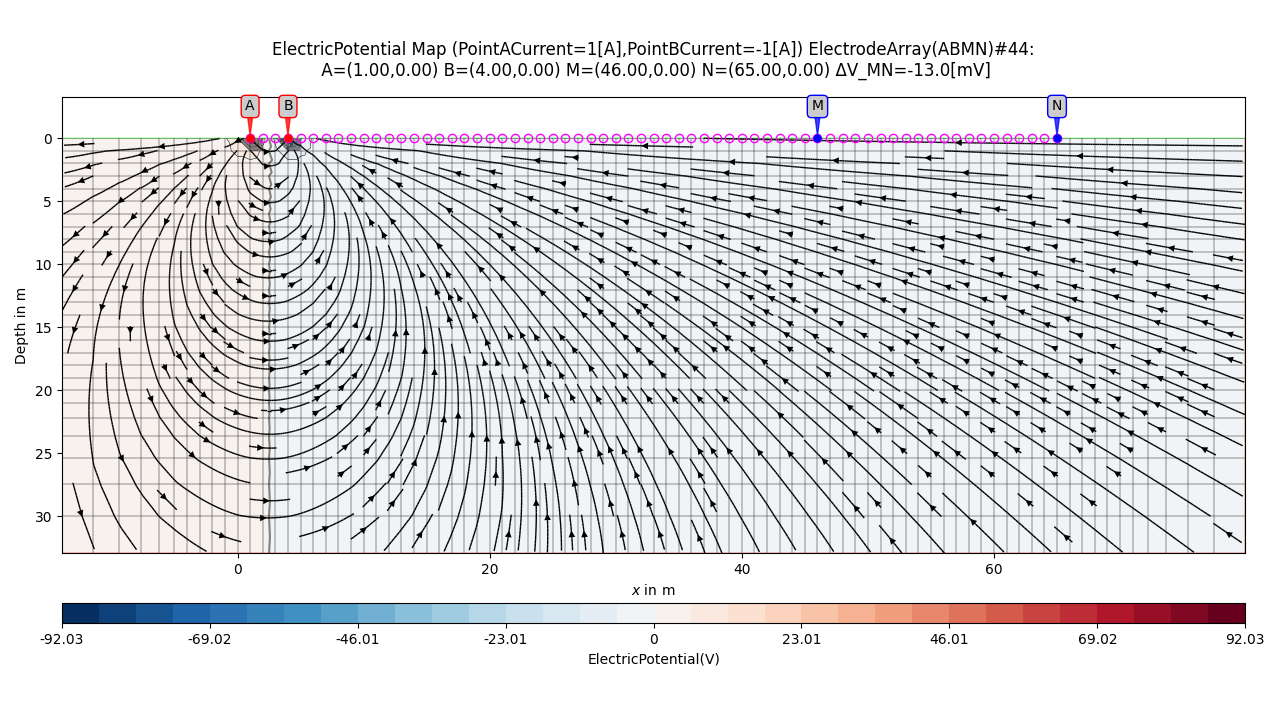 ElectricPotential Map (PointACurrent=1[A],PointBCurrent=-1[A]) ElectrodeArray(ABMN)#44:
A=(1.00,0.00) B=(4.00,0.00) M=(46.00,0.00) N=(65.00,0.00) ΔV_MN=-13.0[mV]
A B M N
0
5
10
15
20
25
30
Depth in m
0 20 40 60
x in m
-92.03 -69.02 -46.01 -23.01 0 23.01 46.01 69.02 92.03
ElectricPotential(V)